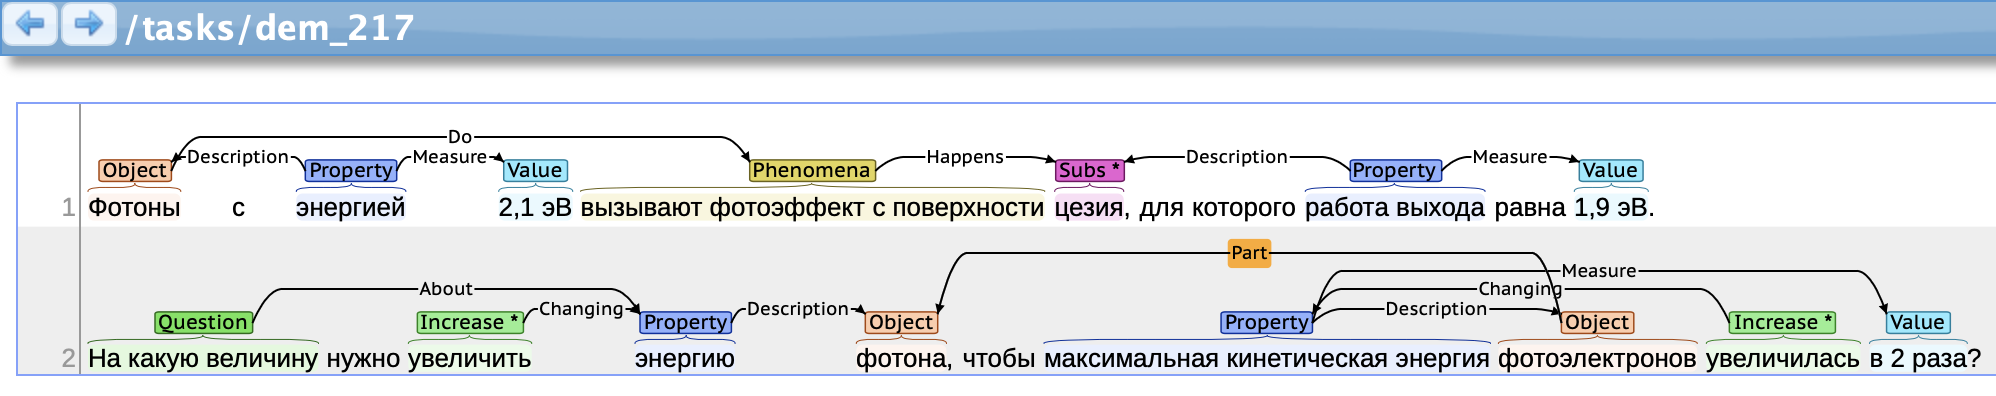 /tasks/dem_217
Do
Description Measure Happens Description Measure
Object Property Value Phenomena Subs * Property Value
1 Фотоны с энергией 2,1 эВ вызывают фотоэффект с поверхности цезия, для которого работа выхода равна 1,9 эВ.
Part
Measure
About Changing
Changing Description Description
Question Increase * Property Object Property Object Increase * Value
2 На какую величину нужно увеличить энергию фотона, чтобы максимальная кинетическая энергия фотоэлектронов увеличилась в 2 раза?